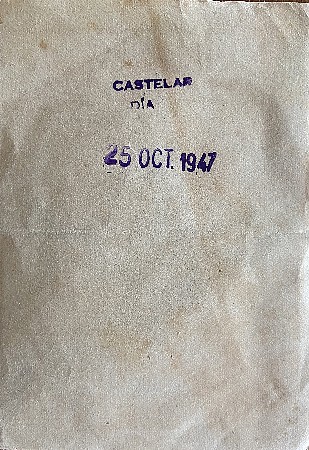 CASTELAR
DÍA
25 OCT. 1947